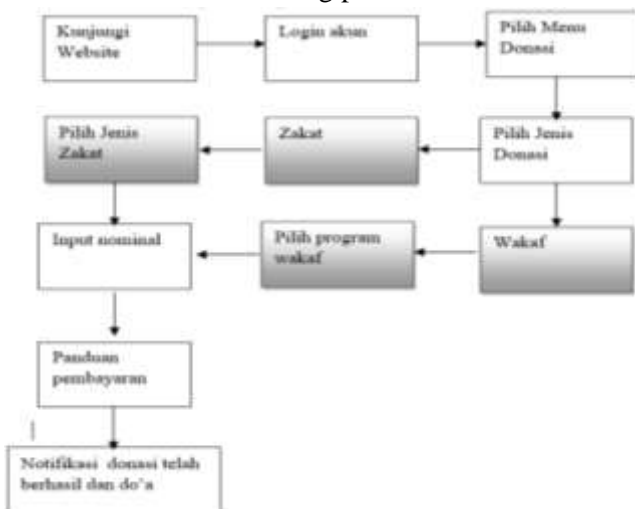 Kunjungi
Website
Login akun
Pilih Menu
Donasi
Pilih Jenis
Zakat
Zakat
Pilih Jenis
Donasi
Input nominal
Pilih program
wakaf
Wakaf
Panduan
pembayaran
Notifikasi donasi telah
berhasil dan do'a